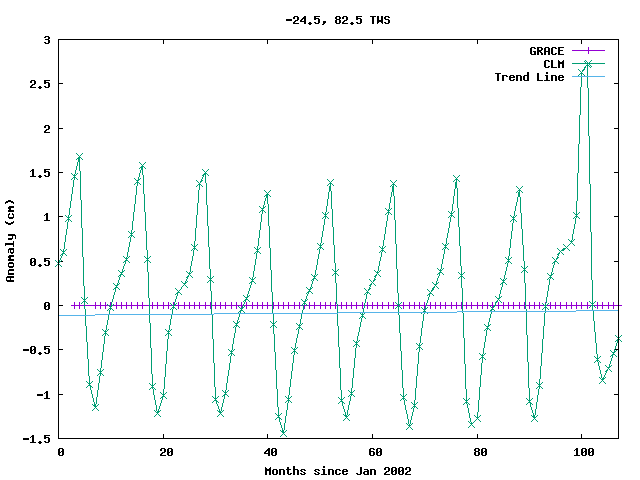 -24.5, 82.5 TWS
GRACE
CLM
Trend Line
3
2.5
2
1.5
1
0.5
0
-0.5
-1
-1.5
Anomaly (cm)
0 20 40 60 80 100
Months since Jan 2002